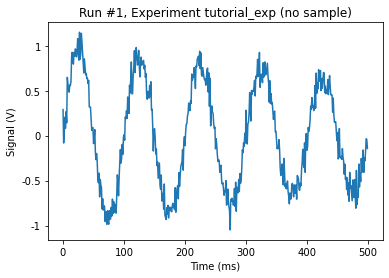 Run #1, Experiment tutorial_exp (no sample)
1
0.5
0
-0.5
-1
Signal (V)
0 100 200 300 400 500
Time (ms)